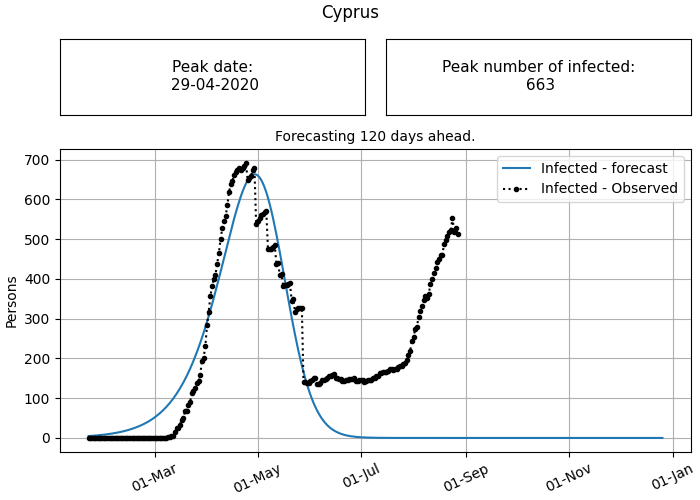 Cyprus
Peak date:
29-04-2020
Peak number of infected:
663
Forecasting 120 days ahead.
Infected - forecast
Infected - Observed
Persons
700
600
500
400
300
200
100
0
01-Mar
01-May
01-Jul
01-Sep
01-Nov
01-Jan